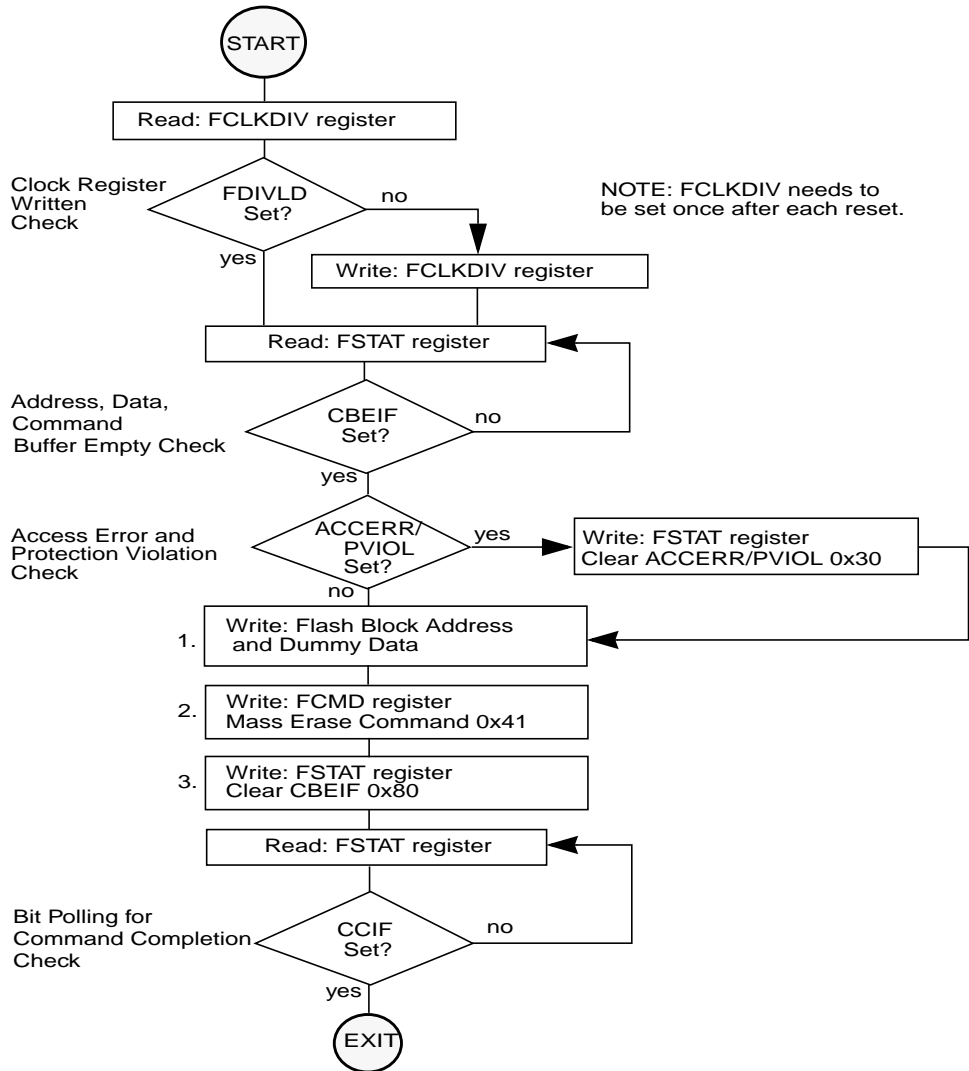 START
Read: FCLKDIV register
Clock Register
Written
Check
FDIVLD
Set?
no
yes
NOTE: FCLKDIV needs to
be set once after each reset.
Write: FCLKDIV register
Read: FSTAT register
Address, Data,
Command
Buffer Empty Check
CBEIF
Set?
no
yes
Access Error and
Protection Violation
Check
ACCERR/
PVIOL
Set?
yes
no
Write: FSTAT register
Clear ACCERR/PVIOL 0x30
1.
Write: Flash Block Address
and Dummy Data
2.
Write: FCMD register
Mass Erase Command 0x41
3.
Write: FSTAT register
Clear CBEIF 0x80
Read: FSTAT register
Bit Polling for
Command Completion
Check
CCIF
Set?
no
yes
EXIT